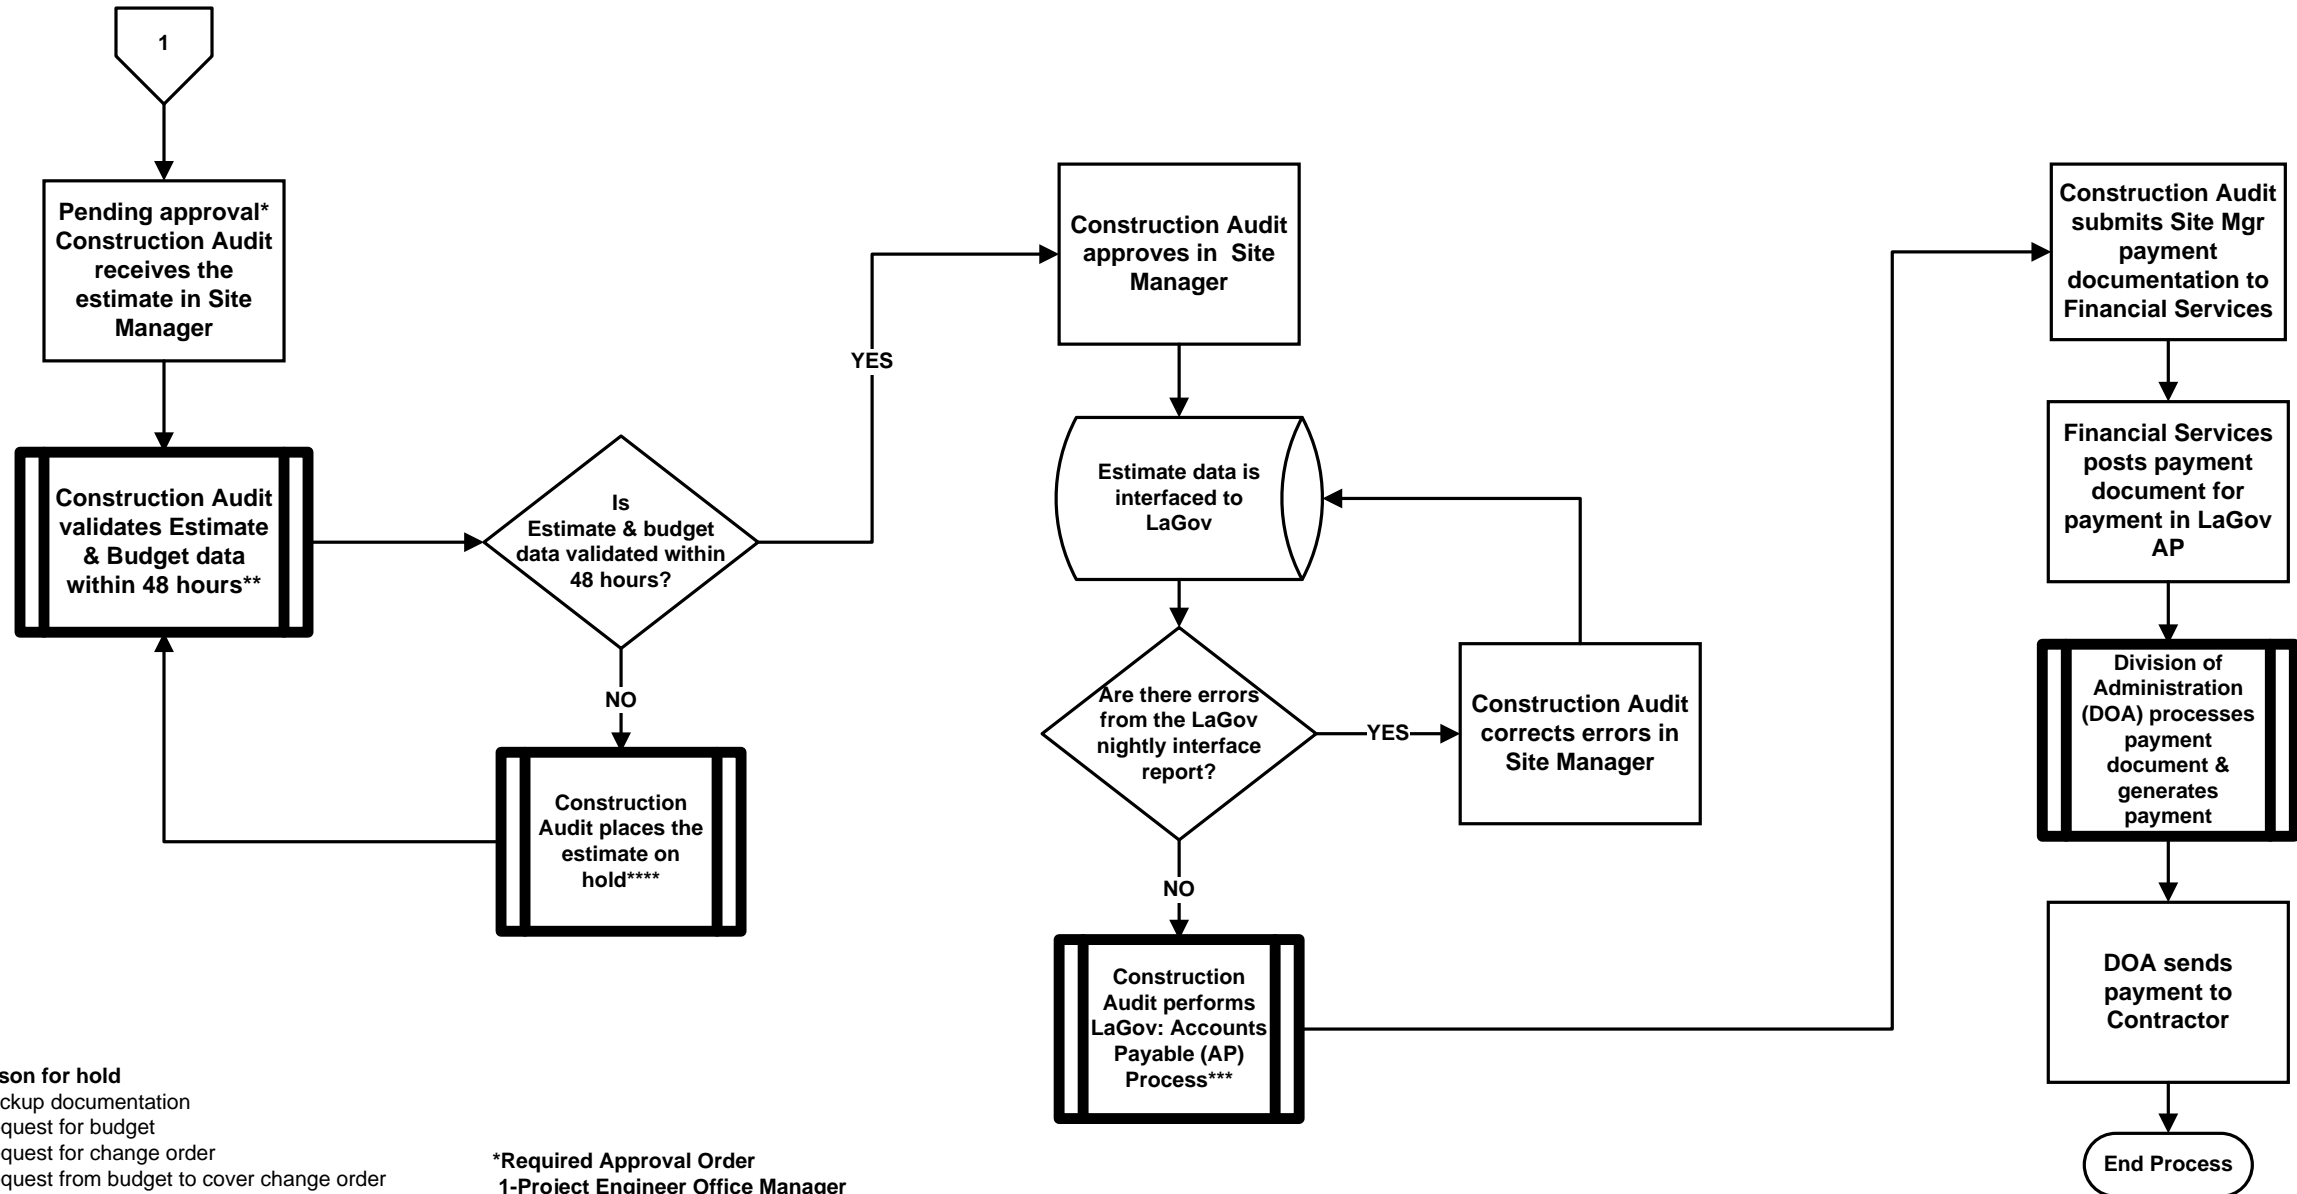 1
Pending approval*
Construction Audit
receives the
estimate in Site
Manager
Construction Audit
validates Estimate
& Budget data
within 48 hours**
Is
Estimate & budget
data validated within
48 hours?
YES
NO
Construction
Audit places the
estimate on
hold****
Construction Audit
approves in Site
Manager
Estimate data is
interfaced to
LaGov
Are there errors
from the LaGov
nightly interface
report?
YES
Construction Audit
corrects errors in
Site Manager
NO
Construction
Audit performs
LaGov: Accounts
Payable (AP)
Process***
Construction Audit
submits Site Mgr
payment
documentation to
Financial Services
Financial Services
posts payment
document for
payment in LaGov
AP
Division of
Administration
(DOA) processes
payment
document &
generates
payment
DOA sends
payment to
Contractor
End Process
son for hold
ckup documentation
quest for budget
quest for change order
quest from budget to cover change order
*Required Approval Order
1-Project Engineer Office Manager